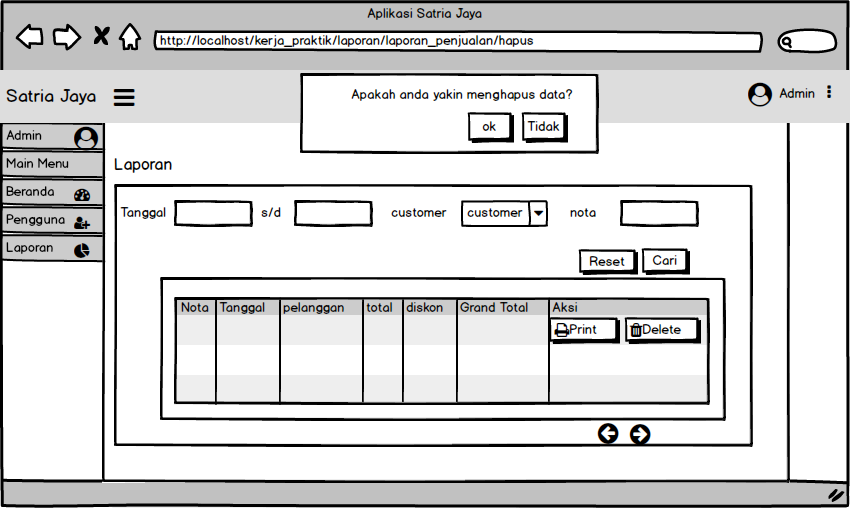 Aplikasi Satria Jaya
http://localhost/kerja_praktik/laporan/laporan_penjualan/hapus
Satria Jaya
Apakah anda yakin menghapus data?
ok Tidak
Admin
Admin
Main Menu
Beranda
Pengguna
Laporan
Laporan
Tanggal s/d customer customer nota
Reset Cari
Nota Tanggal pelanggan total diskon Grand Total Aksi
Print Delete